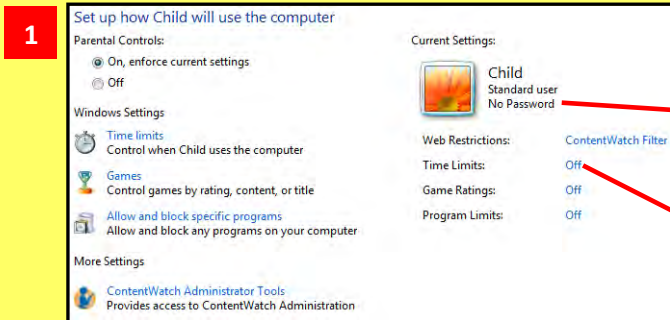 1
Set up how Child will use the computer
Parental Controls:
On, enforce current settings
Off
Windows Settings
Time limits
Control when Child uses the computer
Games
Control games by rating, content, or title
Allow and block specific programs
Allow and block any programs on your computer
More Settings
ContentWatch Administrator Tools
Provides access to ContentWatch Administration
Current Settings:
Child
Standard user
No Password
Web Restrictions: ContentWatch Filter
Time Limits: Off
Game Ratings: Off
Program Limits: Off